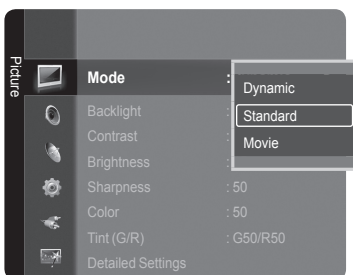 Picture
Mode :
Dynamic
Standard
Movie
Backlight :
Contrast :
Brightness :
Sharpness : 50
Color : 50
Tint (G/R) : G50/R50
Detailed Settings